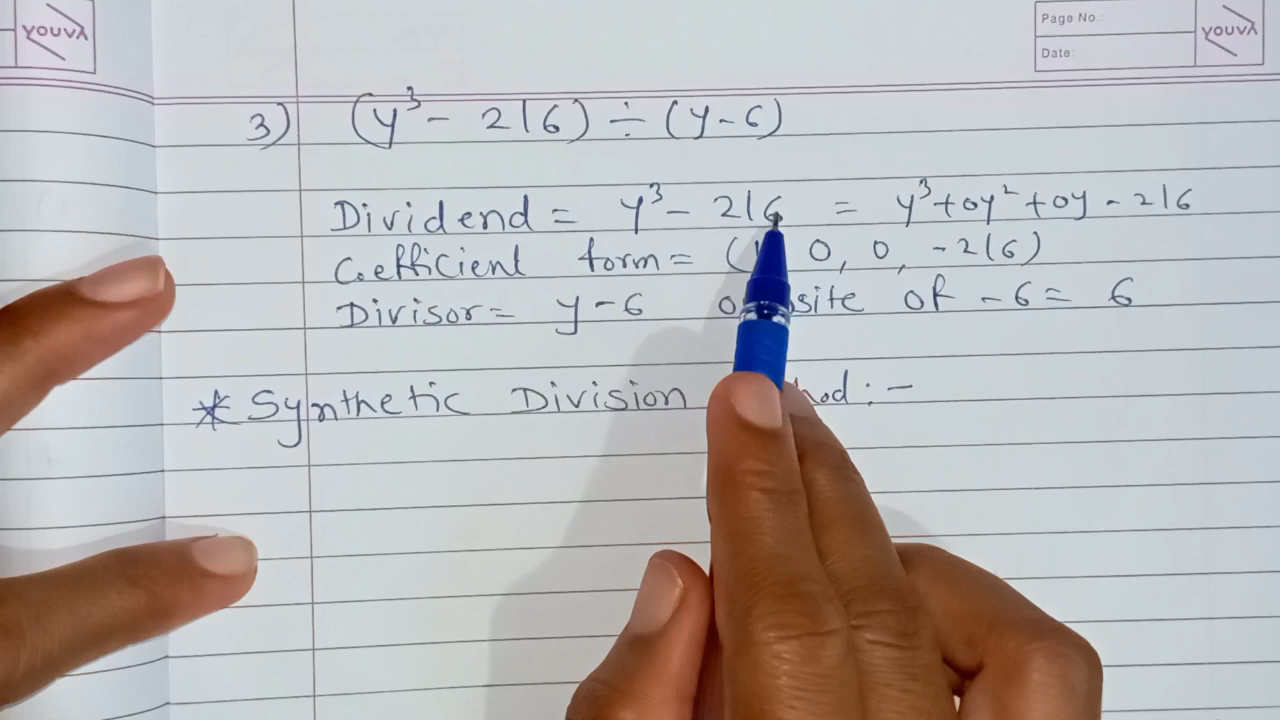 YOUVA
Page No.
Date:
YOUVA
3) (y³ - 216) ÷ (y-6)
Dividend = y³ - 216 = y³+0y²+0y-216
Coefficient form = ( 0, 0, -216)
Divisor = y-6 of -6 = 6
* Synthetic Division :-